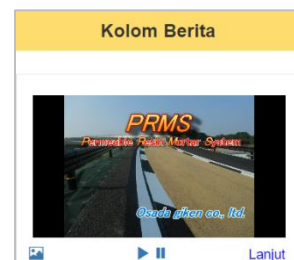 Kolom Berita
PRMS
Permeable Resin Mortar System
Osada giken co., ltd.
Lanjut